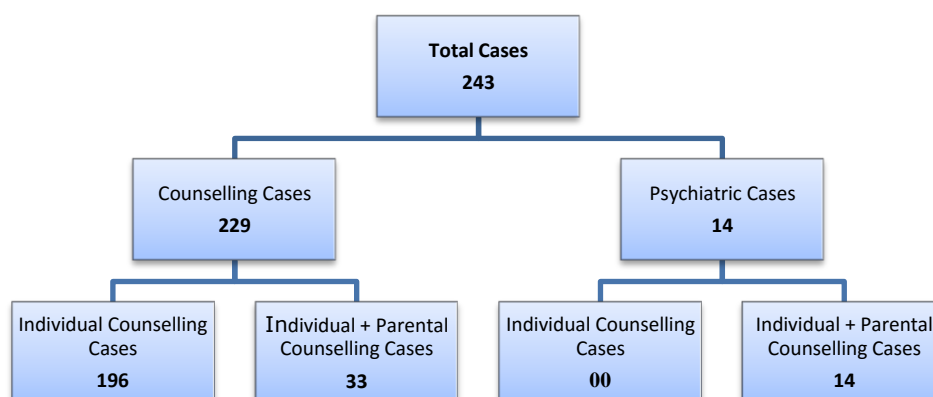 Total Cases
243
Counselling Cases
229
Psychiatric Cases
14
Individual Counselling
Cases
196
Individual + Parental
Counselling Cases
33
Individual Counselling
Cases
00
Individual + Parental
Counselling Cases
14